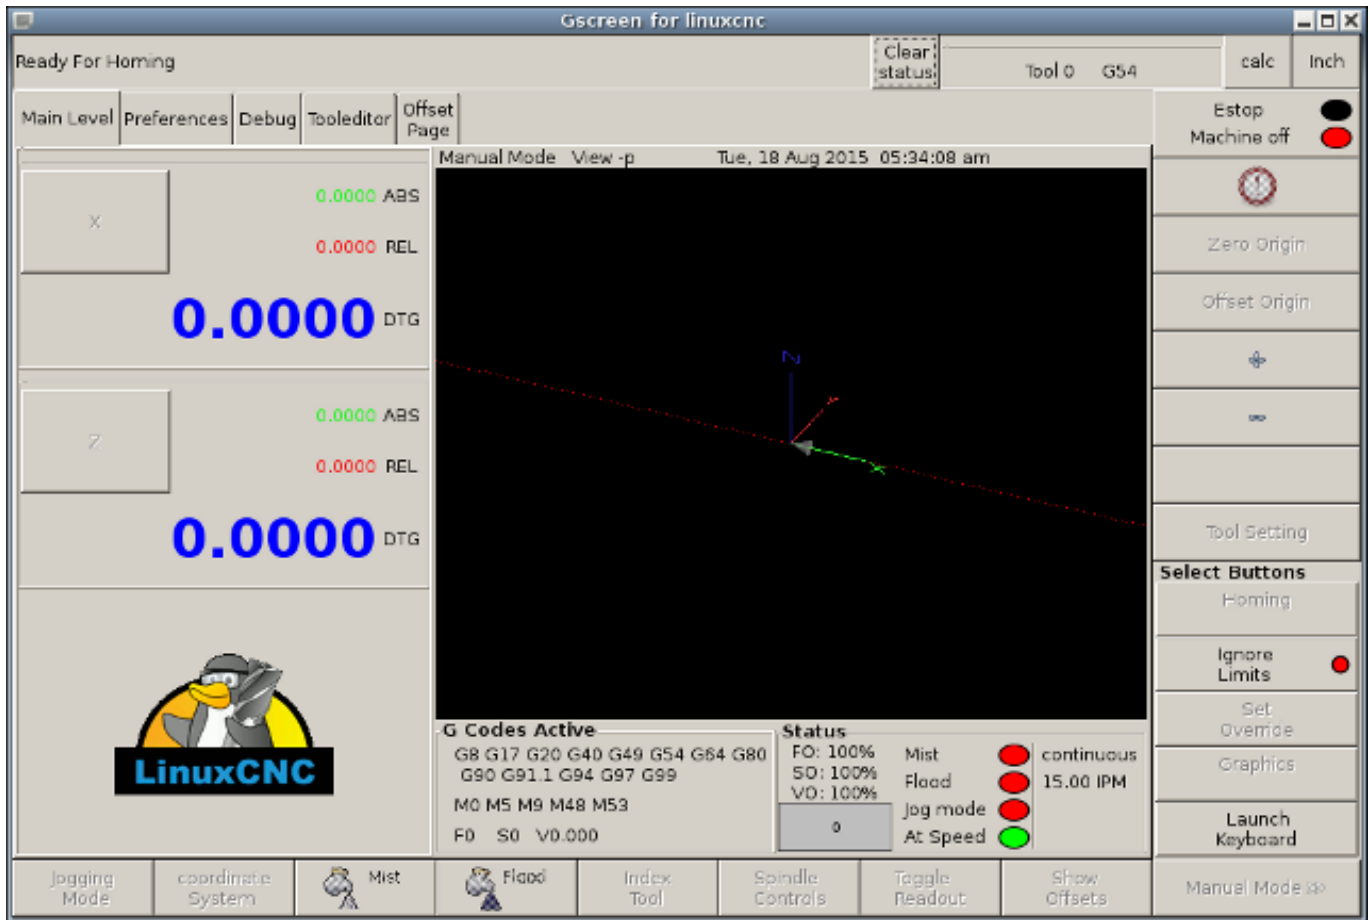 Gscreen for linuxcnc
Ready For Homing
Clear
status
Tool 0 G54
calc
Inch
Main Level
Preferences
Debug
Tooleditor
Offset
Page
Estop
Machine off
Manual Mode View -p Tue, 18 Aug 2015 05:34:08 am
X
0.0000 ABS
0.0000 REL
0.0000 DTG
Z
0.0000 ABS
0.0000 REL
0.0000 DTG
LinuxCNC
Z
Y
X
Zero Origin
Offset Origin
Tool Setting
Select Buttons
Homing
Ignore
Limits
Set
Override
Graphics
Launch
Keyboard
G Codes Active
G8 G17 G20 G40 G49 G54 G64 G80
G90 G91.1 G94 G97 G99
M0 M5 M9 M48 M53
F0 S0 V0.000
Status
FO: 100%
SO: 100%
VO: 100%
0
Mist
Flood
Jog mode
At Speed
continuous
15.00 IPM
Jogging
Mode
coordinate
System
Mist
Flood
Index
Tool
Spindle
Controls
Toggle
Readout
Show
Offsets
Manual Mode >>